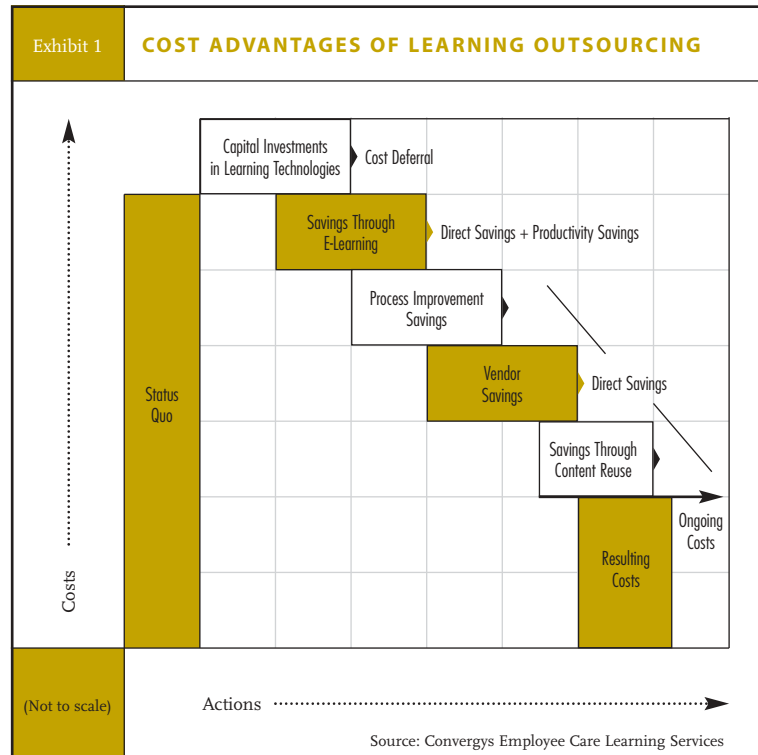 Exhibit 1
COST ADVANTAGES OF LEARNING OUTSOURCING
Capital Investments
in Learning Technologies
Cost Deferral
Savings Through
E-Learning
Direct Savings + Productivity Savings
Process Improvement
Savings
Status
Quo
Vendor
Savings
Direct Savings
Savings Through
Content Reuse
Ongoing
Costs
Resulting
Costs
Costs
(Not to scale)
Actions
Source: Convergys Employee Care Learning Services